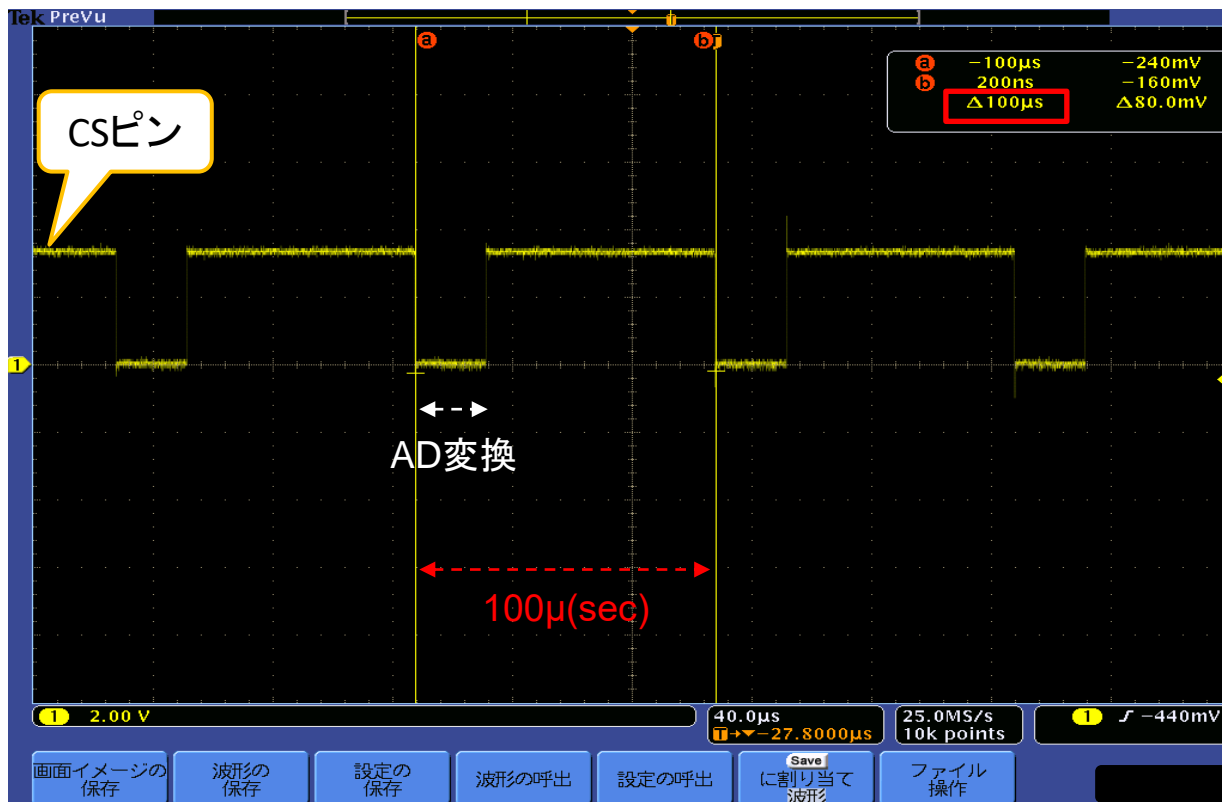 Tek PreVu
a
b
T
a −100μs −240mV
b 200ns −160mV
Δ100μs Δ80.0mV
CSピン
1
AD変換
100μ(sec)
1 2.00 V
40.0μs
T→▼−27.8000μs
25.0MS/s
10k points
1 −440mV
画面イメージの
保存
波形の
保存
設定の
保存
波形の呼出
設定の呼出
Save
に割り当て
波形
ファイル
操作